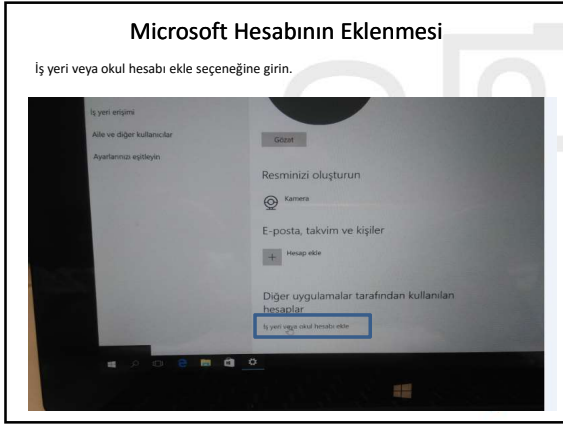 Microsoft Hesabının Eklenmesi
İş yeri veya okul hesabı ekle seçeneğine girin.
İş yeri erişimi
Aile ve diğer kullanıcılar
Ayarlarınızı eşitleyin
Gözat
Resminizi oluşturun
Kamera
E-posta, takvim ve kişiler
Hesap ekle
Diğer uygulamalar tarafından kullanılan
hesaplar
İş yeri veya okul hesabı ekle